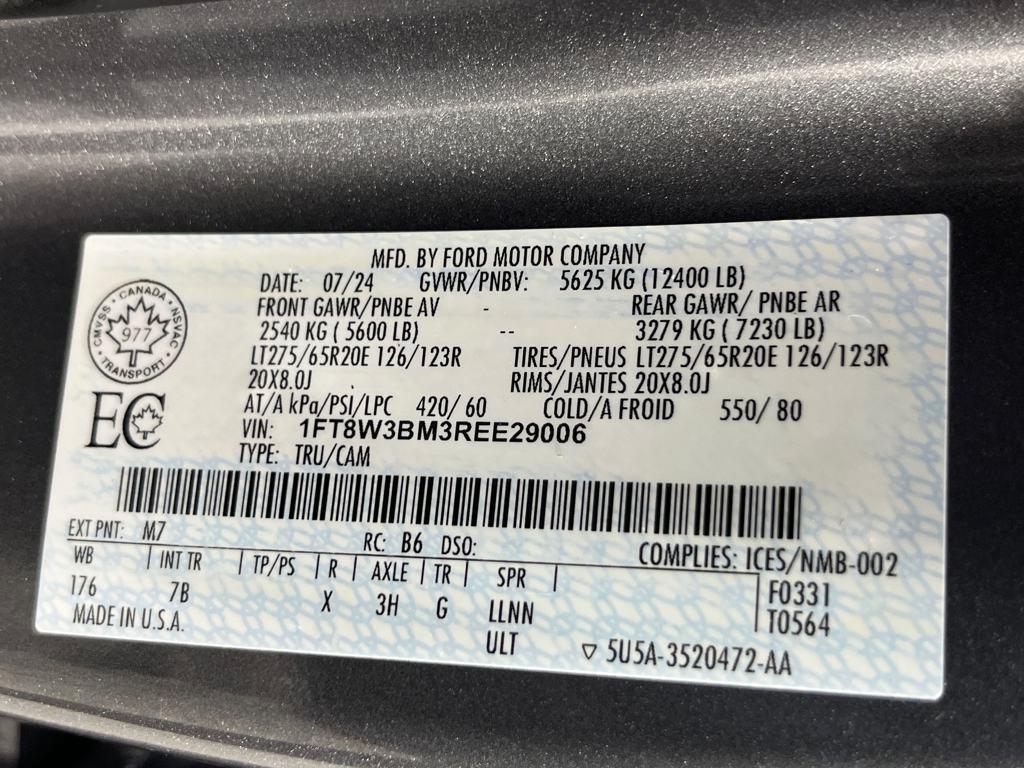 MFD. BY FORD MOTOR COMPANY
DATE: 07/24 GVWR/PNBV: 5625 KG (12400 LB)
FRONT GAWR/PNBE AV - REAR GAWR/ PNBE AR
2540 KG ( 5600 LB) -- 3279 KG ( 7230 LB)
LT275/65R20E 126/123R TIRES/PNEUS LT275/65R20E 126/123R
20X8.0J RIMS/JANTES 20X8.0J
AT/A kPa/PSI/LPC 420/ 60 COLD/A FROID 550/ 80
VIN: 1FT8W3BM3REE29006
TYPE: TRU/CAM
CANADA
CMVSS NSVAC
977
TRANSPORT
EC
EXT PNT: M7 RC: B6 DSO: COMPLIES: ICES/NMB-002
WB | INT TR | TP/PS | R | AXLE | TR | SPR | F0331
176 7B X 3H G LLNN T0564
MADE IN U.S.A. ULT ▽ 5U5A-3520472-AA